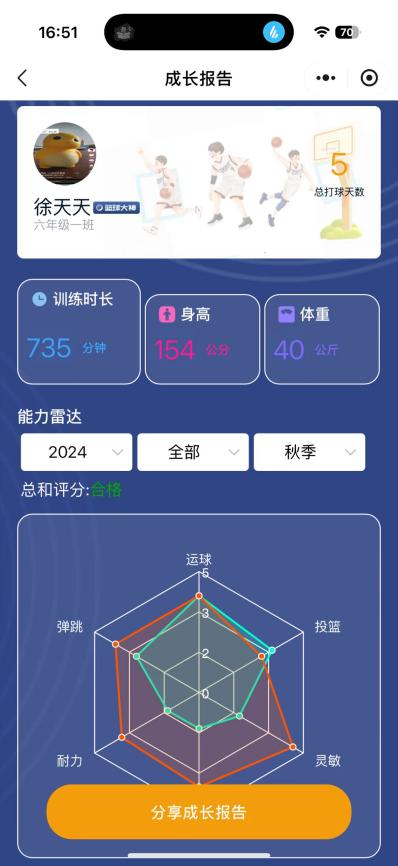 16:51
70
成长报告
5
总打球天数
徐天天 篮球大神
六年级一班
训练时长
735 分钟
身高
154 公分
体重
40 公斤
能力雷达
2024 全部 秋季
总和评分:合格
运球
5
弹跳 投篮
3
2
0
耐力 灵敏
分享成长报告